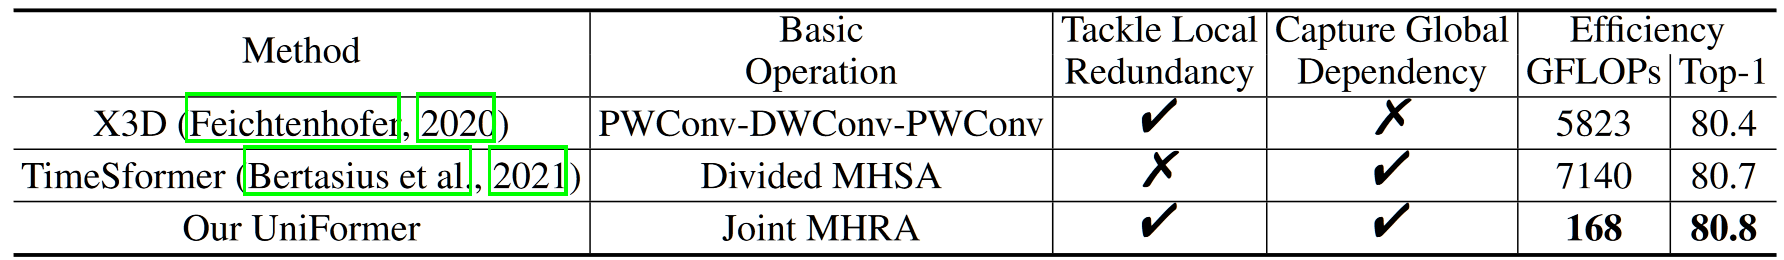 Method Basic Operation Tackle Local Redundancy Capture Global Dependency Efficiency
GFLOPs Top-1
X3D (Feichtenhofer, 2020) PWConv-DWConv-PWConv ✔ ✗ 5823 80.4
TimeSformer (Bertasius et al., 2021) Divided MHSA ✗ ✔ 7140 80.7
Our UniFormer Joint MHRA ✔ ✔ 168 80.8